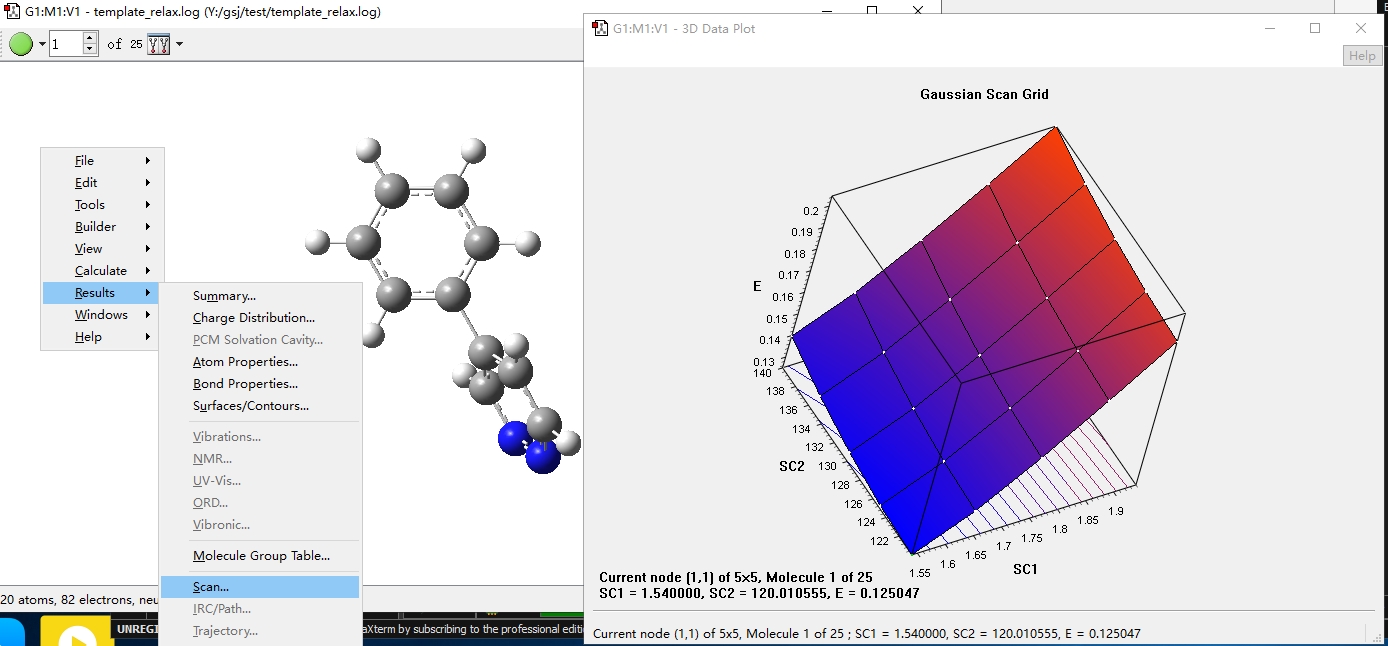 G1:M1:V1 - template_relax.log (Y:/gsj/test/template_relax.log)
1 of 25
File
Edit
Tools
Builder
View
Calculate
Results
Windows
Help
Summary...
Charge Distribution...
PCM Solvation Cavity...
Atom Properties...
Bond Properties...
Surfaces/Contours...
Vibrations...
NMR...
UV-Vis...
ORD...
Vibronic...
Molecule Group Table...
Scan...
IRC/Path...
Trajectory...
20 atoms, 82 electrons, neu
UNREGI
aXterm by subscribing to the professional editi
G1:M1:V1 - 3D Data Plot
Help
Gaussian Scan Grid
E
0.2
0.19
0.18
0.17
0.16
0.15
0.14
0.13
SC2
140
138
136
134
132
130
128
126
124
122
1.55
1.6
1.65
1.7
1.75
1.8
1.85
1.9
SC1
Current node (1,1) of 5x5, Molecule 1 of 25
SC1 = 1.540000, SC2 = 120.010555, E = 0.125047
Current node (1,1) of 5x5, Molecule 1 of 25 ; SC1 = 1.540000, SC2 = 120.010555, E = 0.125047